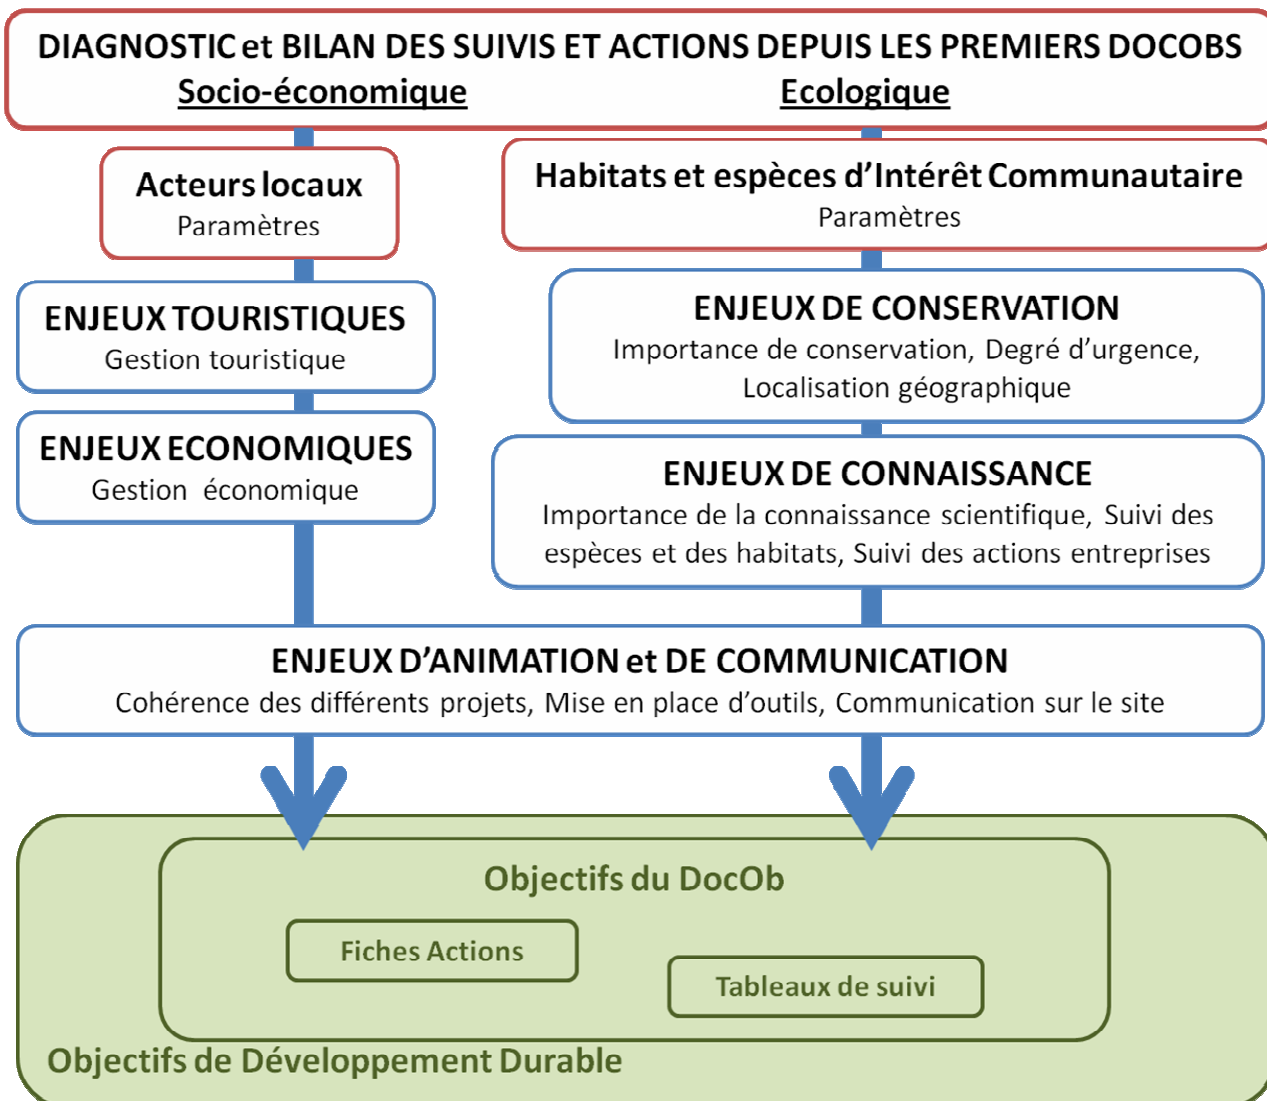 DIAGNOSTIC et BILAN DES SUIVIS ET ACTIONS DEPUIS LES PREMIERS DOCOBS
Socio-économique
Ecologique
Acteurs locaux
Paramètres
Habitats et espèces d'Intérêt Communautaire
Paramètres
ENJEUX TOURISTIQUES
Gestion touristique
ENJEUX ECONOMIQUES
Gestion économique
ENJEUX DE CONSERVATION
Importance de conservation, Degré d'urgence,
Localisation géographique
ENJEUX DE CONNAISSANCE
Importance de la connaissance scientifique, Suivi des
espèces et des habitats, Suivi des actions entreprises
ENJEUX D'ANIMATION et DE COMMUNICATION
Cohérence des différents projets, Mise en place d'outils, Communication sur le site
Objectifs du DocOb
Fiches Actions
Tableaux de suivi
Objectifs de Développement Durable